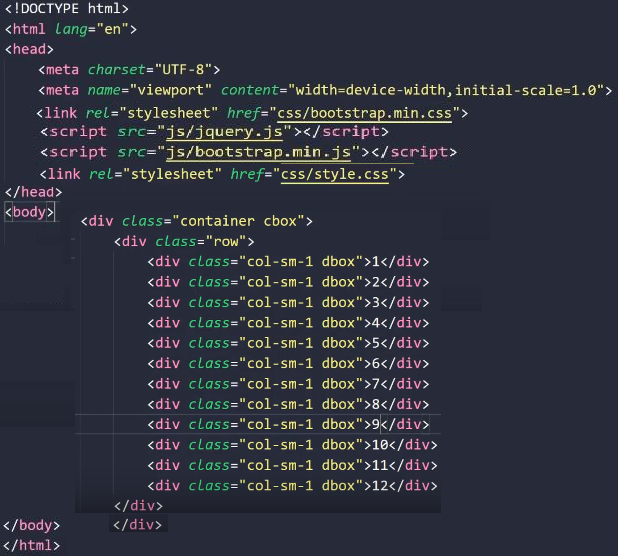 <!DOCTYPE html>
<html lang="en">
<head>
<meta charset="UTF-8">
<meta name="viewport" content="width=device-width,initial-scale=1.0">
<link rel="stylesheet" href="css/bootstrap.min.css">
<script src="js/jquery.js"></script>
<script src="js/bootstrap.min.js"></script>
<link rel="stylesheet" href="css/style.css">
</head>
<body>
<div class="container cbox">
<div class="row">
<div class="col-sm-1 dbox">1</div>
<div class="col-sm-1 dbox">2</div>
<div class="col-sm-1 dbox">3</div>
<div class="col-sm-1 dbox">4</div>
<div class="col-sm-1 dbox">5</div>
<div class="col-sm-1 dbox">6</div>
<div class="col-sm-1 dbox">7</div>
<div class="col-sm-1 dbox">8</div>
<div class="col-sm-1 dbox">9</div>
<div class="col-sm-1 dbox">10</div>
<div class="col-sm-1 dbox">11</div>
<div class="col-sm-1 dbox">12</div>
</div>
</body> </div>
</html>